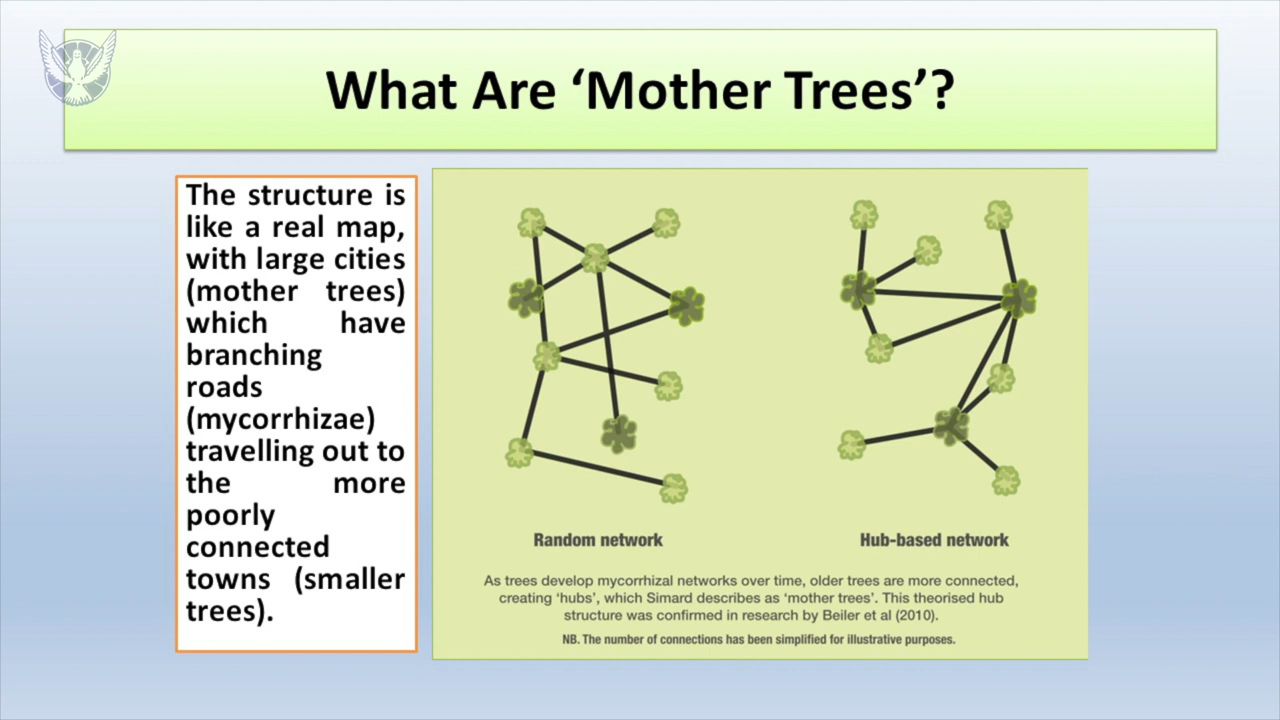 What Are ‘Mother Trees’?
The structure is
like a real map,
with large cities
(mother trees)
which have
branching
roads
(mycorrhizae)
travelling out to
the more
poorly
connected
towns (smaller
trees).
Random network
Hub-based network
As trees develop mycorrhizal networks over time, older trees are more connected,
creating ‘hubs’, which Simard describes as ‘mother trees’. This theorised hub
structure was confirmed in research by Beiler et al (2010).
NB. The number of connections has been simplified for illustrative purposes.